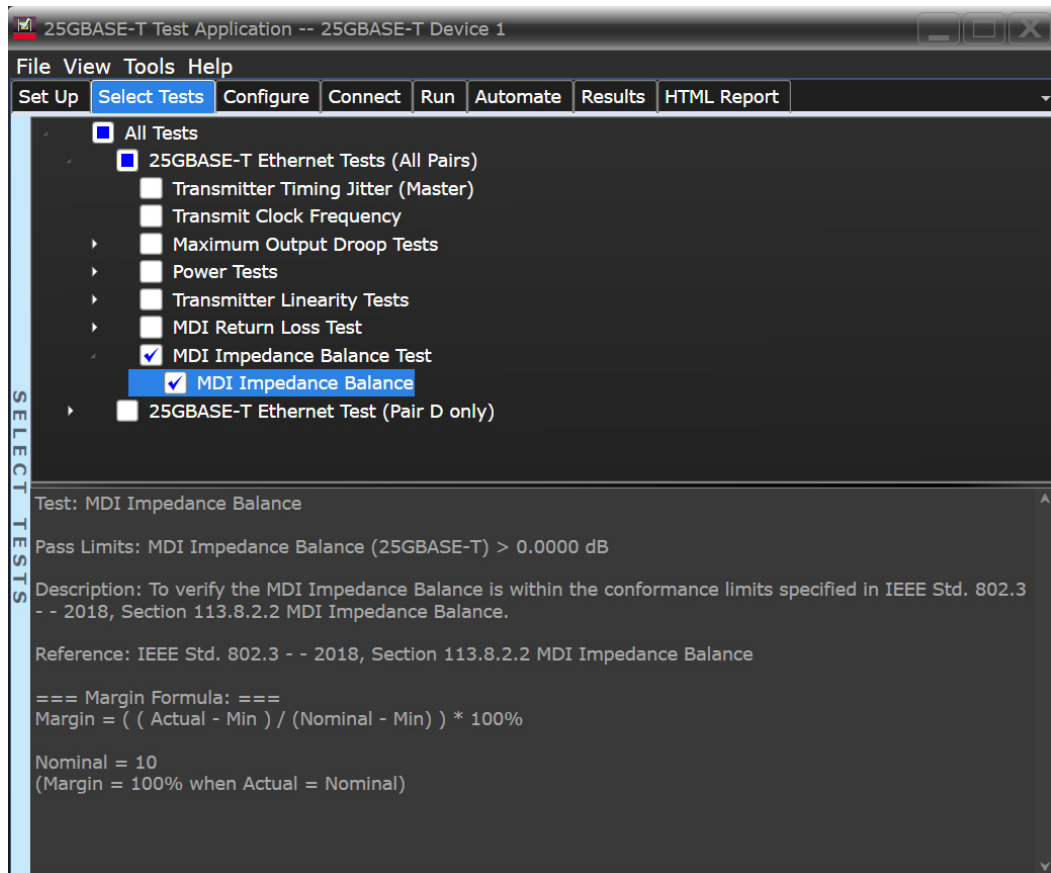 25GBASE-T Test Application -- 25GBASE-T Device 1
File View Tools Help
Set Up Select Tests Configure Connect Run Automate Results HTML Report
All Tests
25GBASE-T Ethernet Tests (All Pairs)
Transmitter Timing Jitter (Master)
Transmit Clock Frequency
Maximum Output Droop Tests
Power Tests
Transmitter Linearity Tests
MDI Return Loss Test
MDI Impedance Balance Test
MDI Impedance Balance
25GBASE-T Ethernet Test (Pair D only)
SELECT TESTS
Test: MDI Impedance Balance
Pass Limits: MDI Impedance Balance (25GBASE-T) > 0.0000 dB
Description: To verify the MDI Impedance Balance is within the conformance limits specified in IEEE Std. 802.3
- - 2018, Section 113.8.2.2 MDI Impedance Balance.
Reference: IEEE Std. 802.3 - - 2018, Section 113.8.2.2 MDI Impedance Balance
=== Margin Formula: ===
Margin = ( ( Actual - Min ) / (Nominal - Min) ) * 100%
Nominal = 10
(Margin = 100% when Actual = Nominal)